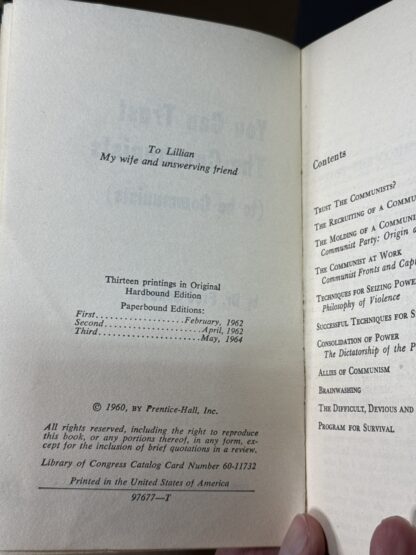 To Lillian
My wife and unswerving friend
Thirteen printings in Original
Hardbound Edition
Paperbound Editions:
First....................February, 1962
Second....................April, 1962
Third....................May, 1964
© 1960, BY Prentice-Hall, Inc.
All rights reserved, including the right to reproduce
this book, or any portions thereof, in any form, ex-
cept for the inclusion of brief quotations in a review.
Library of Congress Catalog Card Number 60-11732
Printed in the United States of America
97677—T
Contents
TRUST THE COMMUNISTS?
THE RECRUITING OF A
THE MOLDING OF A
Communist Party: Origin
THE COMMUNIST AT WORK
Communist Fronts and
TECHNIQUES FOR SEIZING
Philosophy of Violence
SUCCESSFUL TECHNIQUES FOR
CONSOLIDATION OF POWER
The Dictatorship of the
ALLIES OF COMMUNISM
BRAINWASHING
THE DIFFICULT, DEVIOUS AND
PROGRAM FOR SURVIVAL